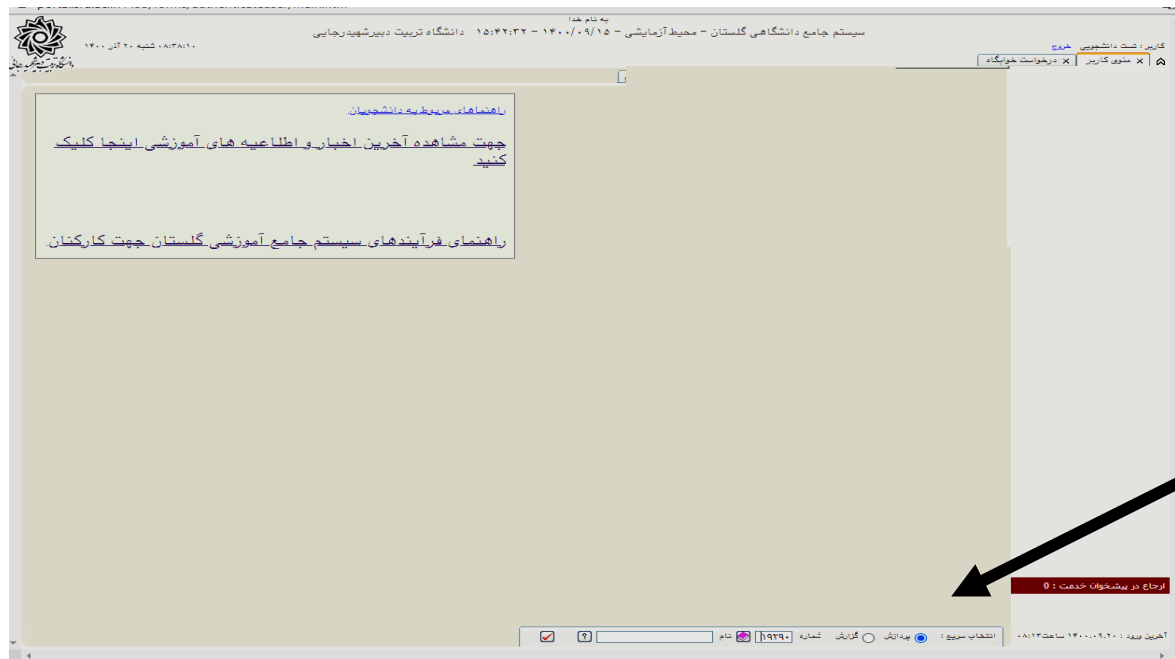 به نام خدا
سیستم جامع دانشگاهی گلستان - محیط آزمایشی - ۱۴۰۰/۰۹/۱۵ - ۱۵:۴۲:۳۲ دانشگاه تربیت دبیرشهیدرجایی
۰۸:۳۸:۱۰ شنبه ۲۰ آذر ۱۴۰۰
کاربر : تست دانشجویی خروج
منوی کاربر x درخواست خوابگاه x
راهنماهای مربوط به دانشجویان
جهت مشاهده آخرین اخبار و اطلاعیه های آموزشی اینجا کلیک
کنید
راهنمای فرآیندهای سیستم جامع آموزشی گلستان جهت کارکنان
ارجاع در پیشخوان خدمت : 0
آخرین ورود : ۱۴۰۰.۰۹.۲۰ ساعت ۰۸:۱۳
انتخاب سریع : پردازش گزارش شماره ۱۹۲۹۰ نام ?